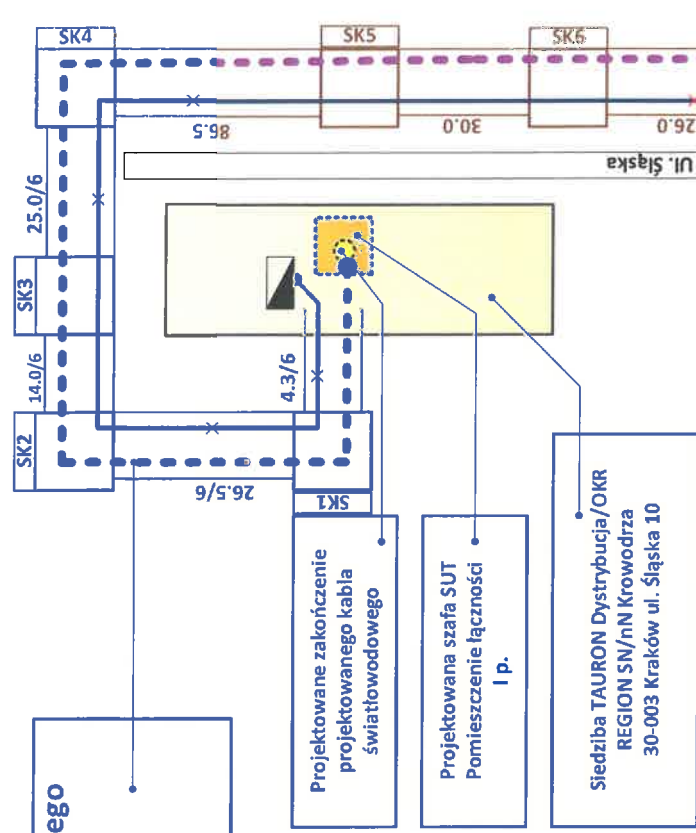 SK4
SK5
SK6
86.5
30.0
26.0
Ul. Śląska
25.0/6
SK3
14.0/6
SK2
4.3/6
26.5/6
SK1
Projektowane zakończenie
projektowanego kabla
światłowodowego
Projektowana szafa SUT
Pomieszczenie łączności
I p.
Siedziba TAURON Dystrybucja/OKR
REGION SN/nN Krowodrza
30-003 Kraków ul. Śląska 10
ego